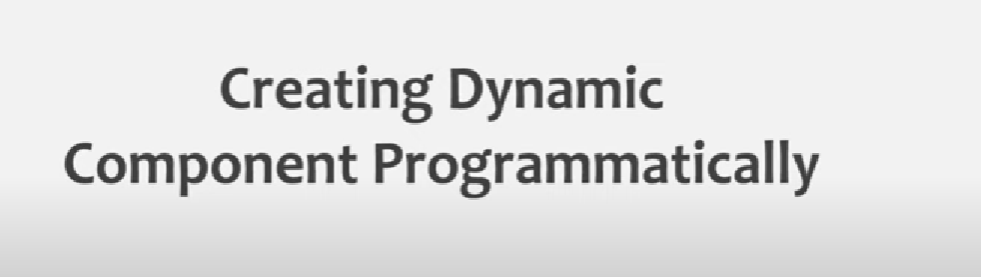 Creating Dynamic
Component Programmatically